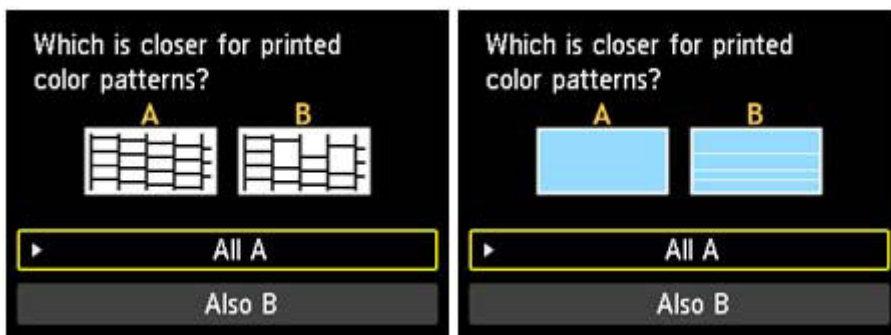 Which is closer for printed
color patterns?
A B
All A
Also B
Which is closer for printed
color patterns?
A B
All A
Also B